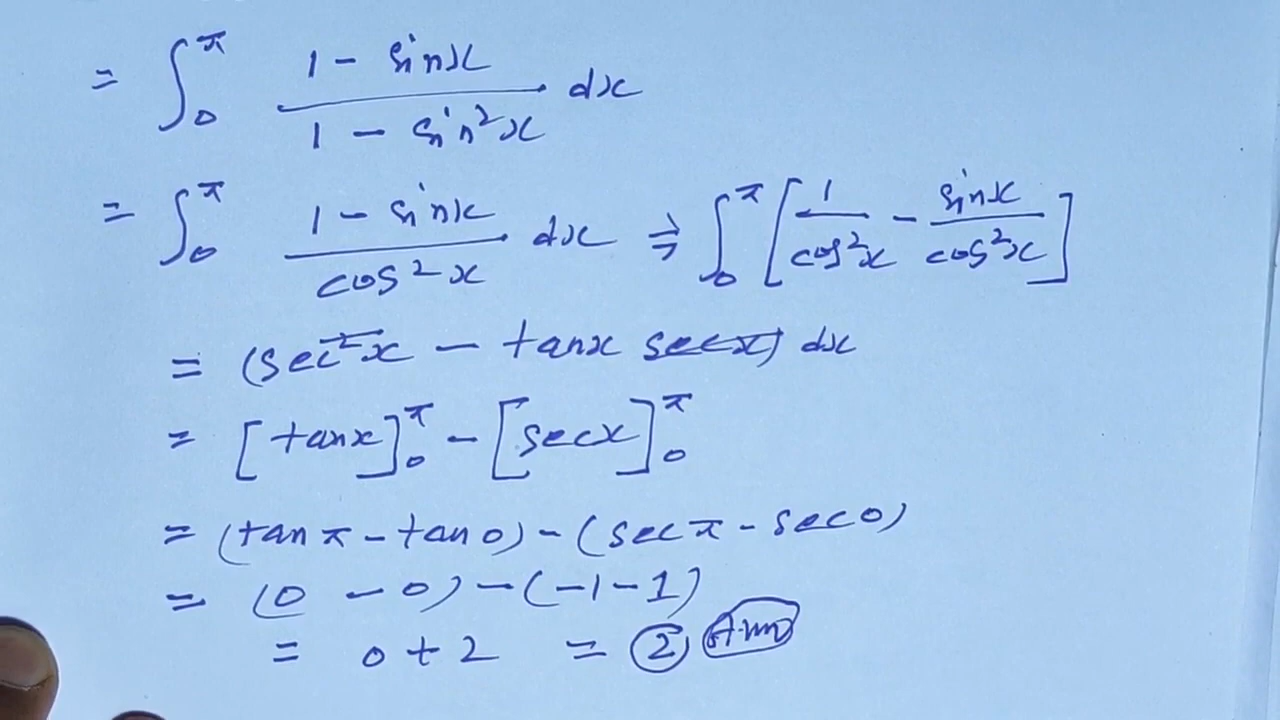 = ∫₀^π (1 - sinx)/(1 - sin²x) dx
= ∫₀^π (1 - sinx)/(cos²x) dx ⇒ ∫₀^π [1/cos²x - sinx/cos²x]
= (sec²x - tanx secx) dx
= [tanx]₀^π - [secx]₀^π
= (tanπ - tan0) - (secπ - sec0)
= (0 - 0) - (-1-1)
= 0 + 2 = 2 Ans